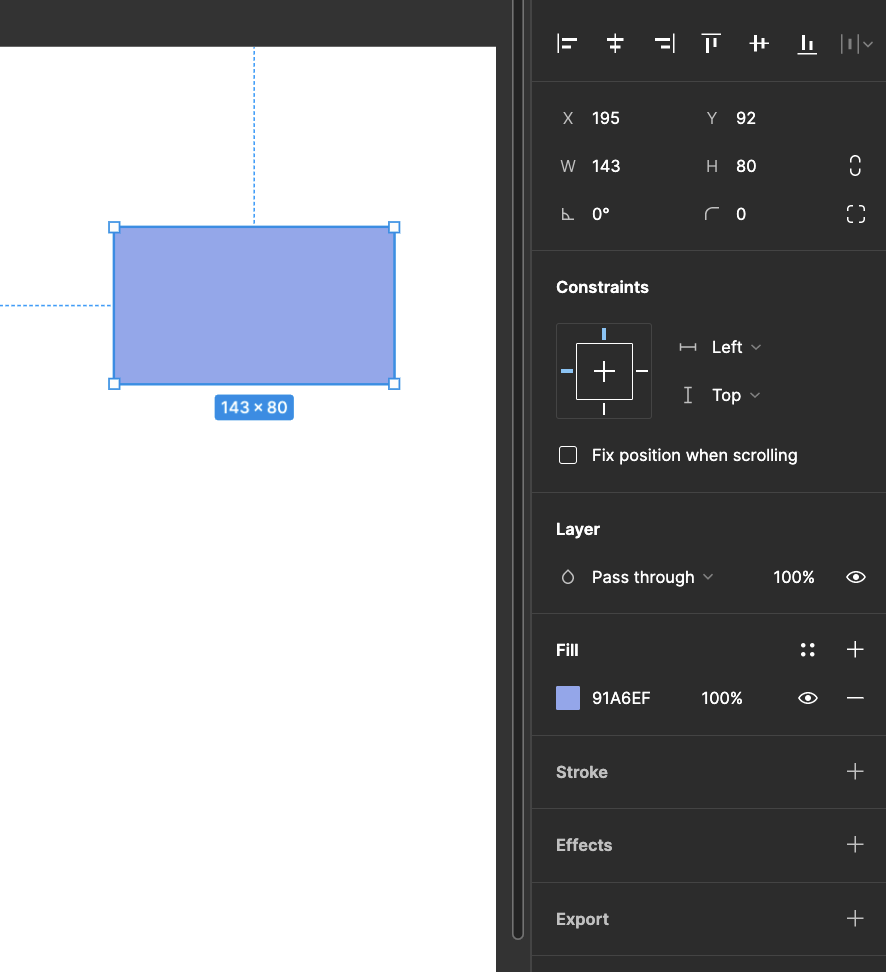 X 195 Y 92
W 143 H 80
0° 0
Constraints
Left
Top
143 × 80
Fix position when scrolling
Layer
Pass through 100%
Fill
91A6EF 100%
Stroke
Effects
Export